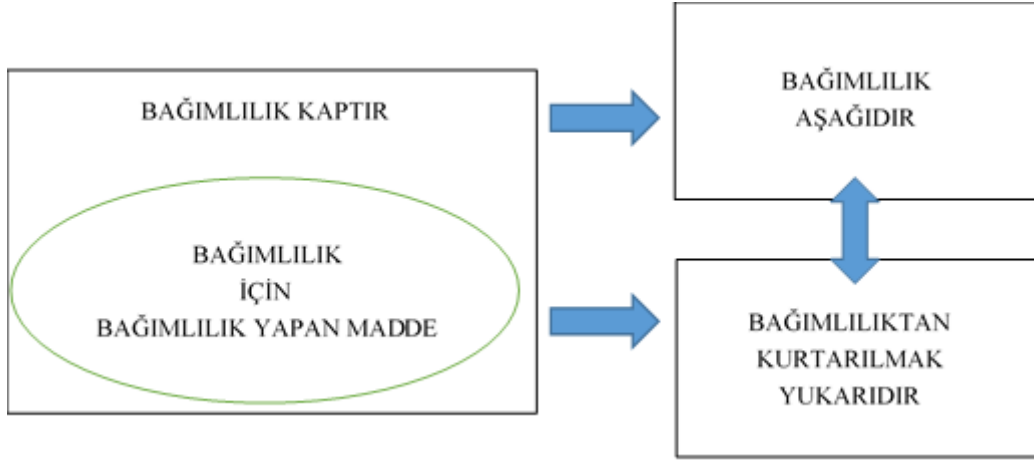 BAĞIMLILIK KAPTIR
BAĞIMLILIK
İÇİN
BAĞIMLILIK YAPAN MADDE
BAĞIMLILIK
AŞAĞIDIR
BAĞIMLILIKTAN
KURTARILMAK
YUKARIDIR